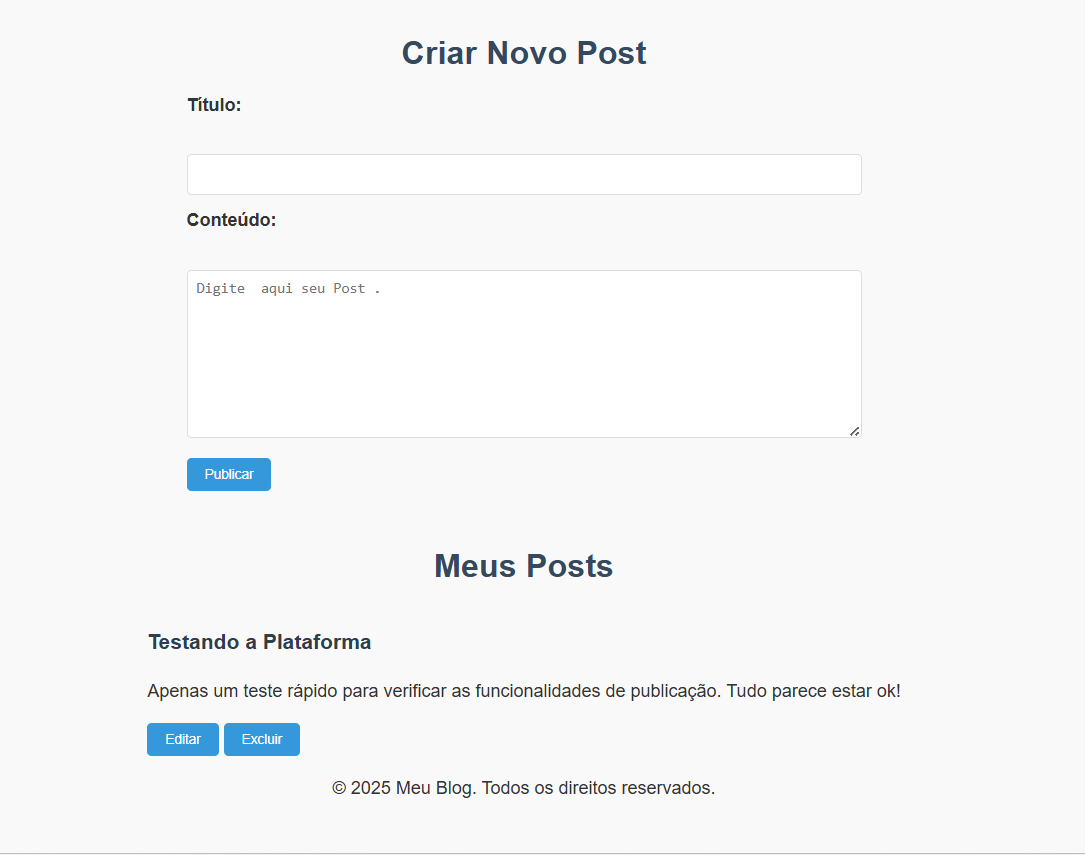 Criar Novo Post
Título:
Conteúdo:
Digite  aqui seu Post .
Publicar
Meus Posts
Testando a Plataforma
Apenas um teste rápido para verificar as funcionalidades de publicação. Tudo parece estar ok!
Editar Excluir
© 2025 Meu Blog. Todos os direitos reservados.